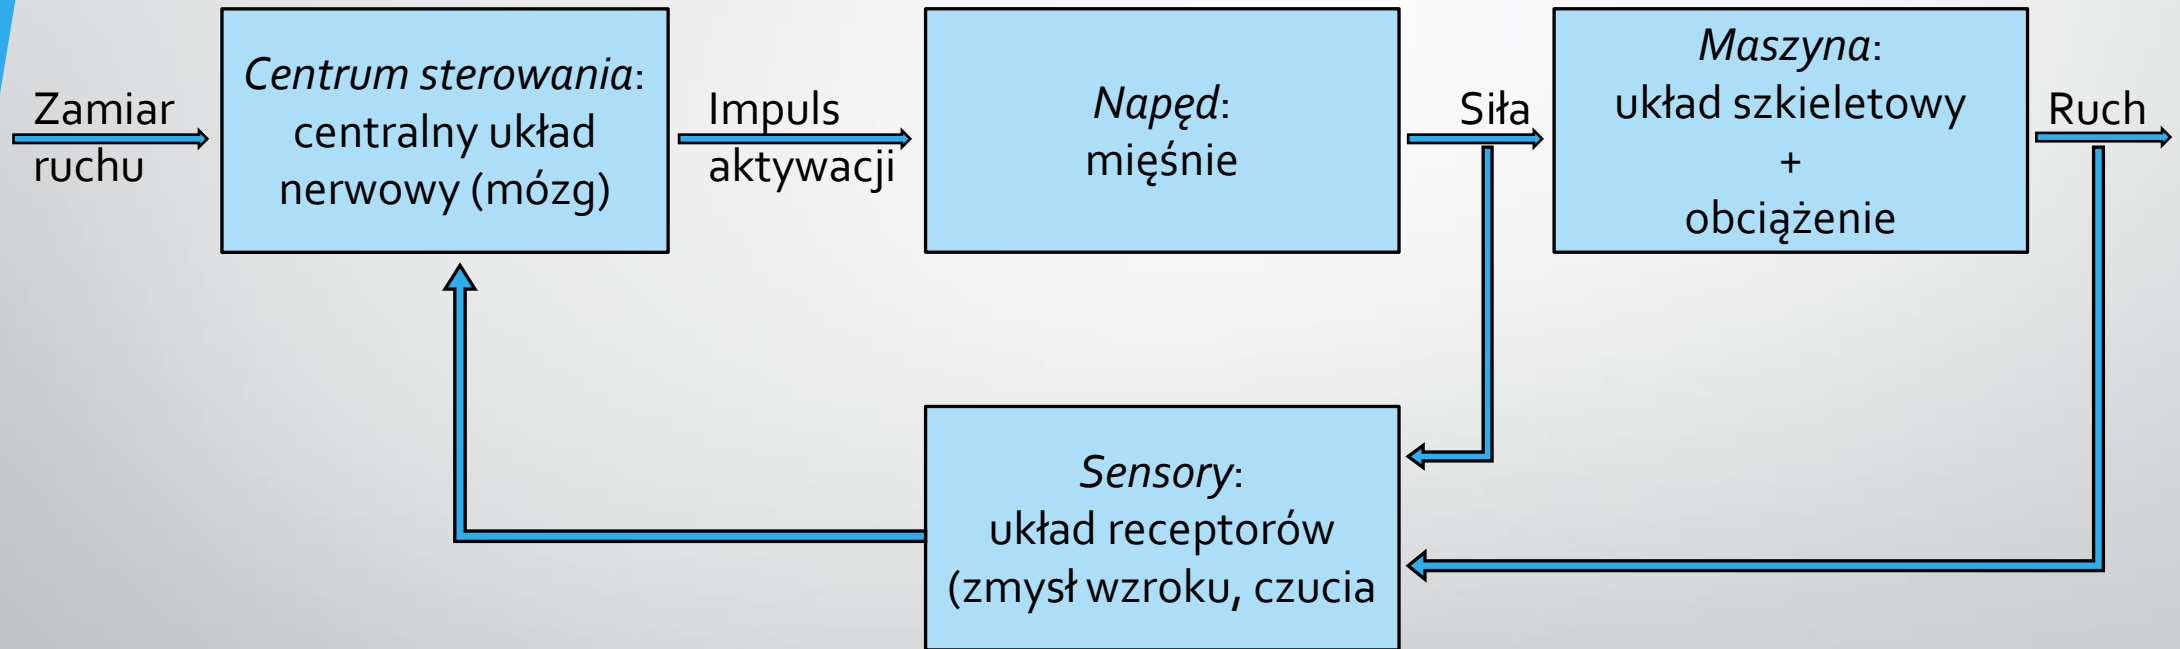 Zamiar
ruchu
Centrum sterowania:
centralny układ
nerwowy (mózg)
Impuls
aktywacji
Napęd:
mięśnie
Siła
Maszyna:
układ szkieletowy
+
obciążenie
Ruch
Sensory:
układ receptorów
(zmysł wzroku, czucia